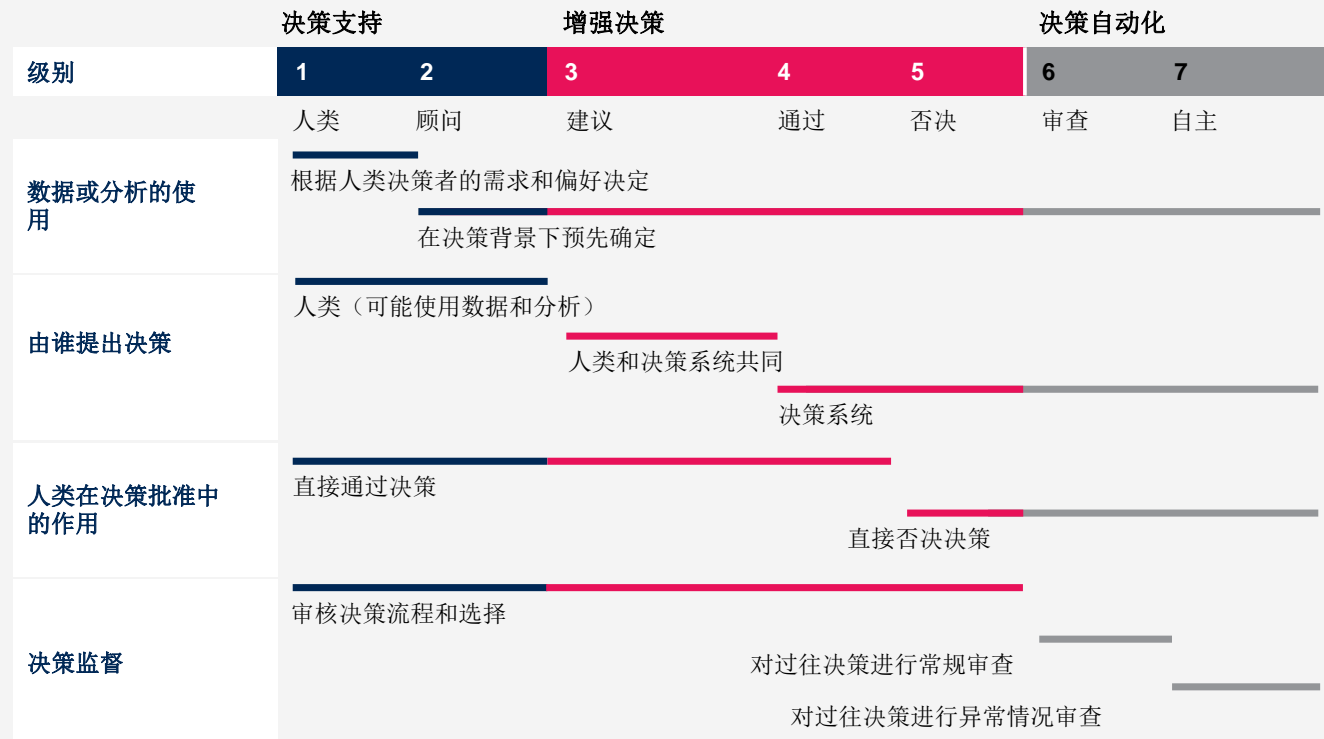 决策支持 增强决策 决策自动化
级别 1 2 3 4 5 6 7
人类 顾问 建议 通过 否决 审查 自主
数据或分析的使
用
根据人类决策者的需求和偏好决定
在决策背景下预先确定
由谁提出决策
人类（可能使用数据和分析）
人类和决策系统共同
决策系统
人类在决策批准中
的作用
直接通过决策
直接否决决策
决策监督
审核决策流程和选择
对过往决策进行常规审查
对过往决策进行异常情况审查